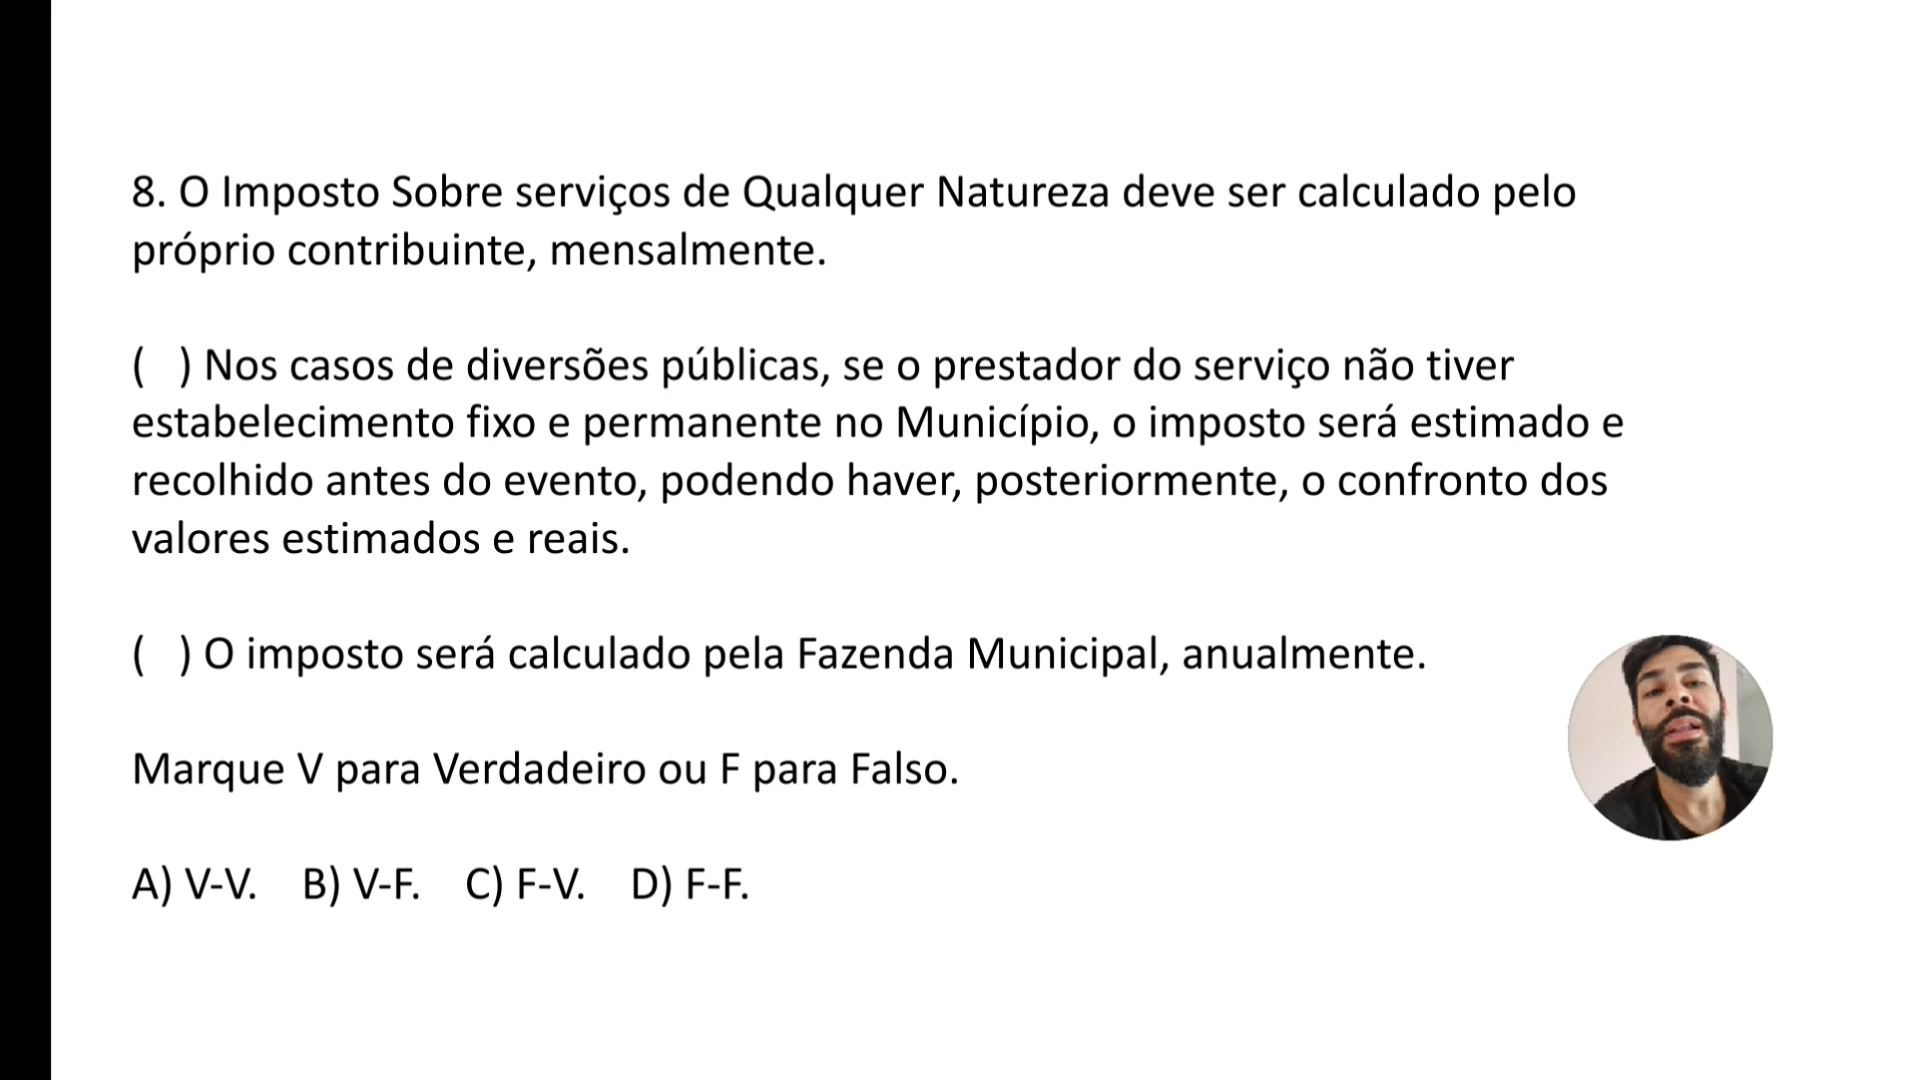 8. O Imposto Sobre serviços de Qualquer Natureza deve ser calculado pelo
próprio contribuinte, mensalmente.
(   ) Nos casos de diversões públicas, se o prestador do serviço não tiver
estabelecimento fixo e permanente no Município, o imposto será estimado e
recolhido antes do evento, podendo haver, posteriormente, o confronto dos
valores estimados e reais.
(   ) O imposto será calculado pela Fazenda Municipal, anualmente.
Marque V para Verdadeiro ou F para Falso.
A) V-V.    B) V-F.    C) F-V.    D) F-F.